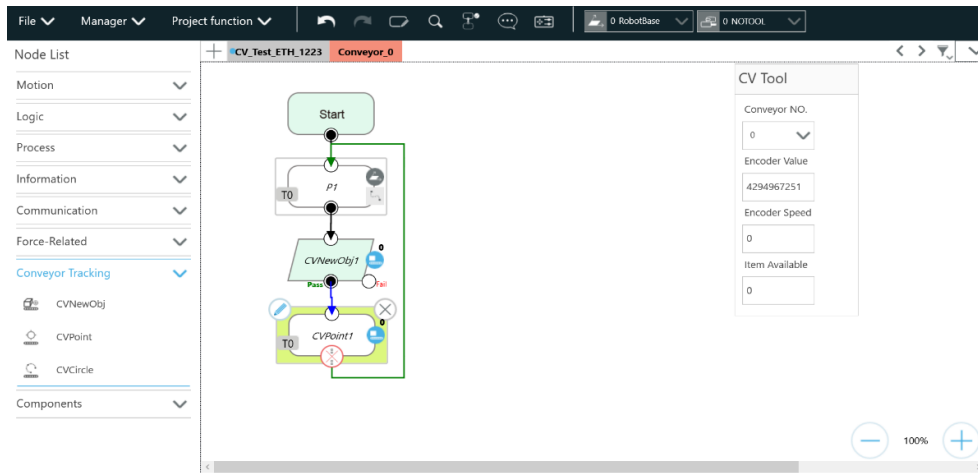 File Manager Project function 0 RobotBase 0 NOTOOL
Node List
CV_Test_ETH_1223 Conveyor_0
Motion
Logic
Process
Information
Communication
Force-Related
Conveyor Tracking
CVNewObj
CVPoint
CVCircle
Components
Start
P1
T0
0
CVNewObj1
Pass Fail
0
CVPoint1
T0
CV Tool
Conveyor NO.
0
Encoder Value
4294967251
Encoder Speed
0
Item Available
0
100%